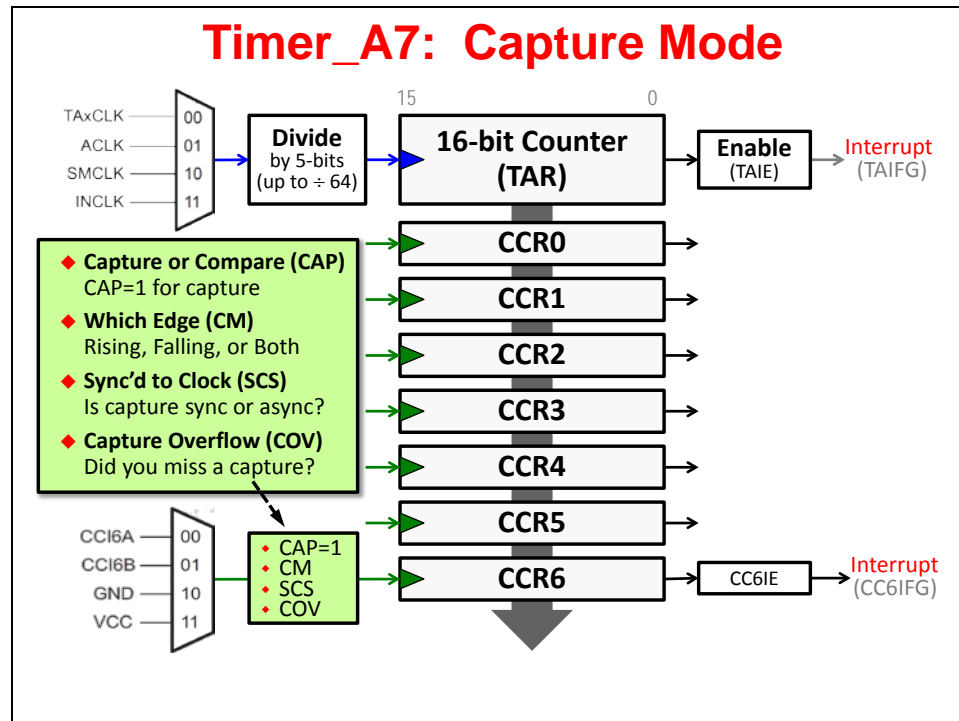 Timer_A7: Capture Mode
15
0
TAxCLK
ACLK
SMCLK
INCLK
00
01
10
11
Divide
by 5-bits
(up to ÷ 64)
16-bit Counter
(TAR)
Enable
(TAIE)
Interrupt
(TAIFG)
◆ Capture or Compare (CAP)
CAP=1 for capture
◆ Which Edge (CM)
Rising, Falling, or Both
◆ Sync’d to Clock (SCS)
Is capture sync or async?
◆ Capture Overflow (COV)
Did you miss a capture?
CCR0
CCR1
CCR2
CCR3
CCR4
CCR5
CCR6
CCI6A
CCI6B
GND
VCC
00
01
10
11
◆ CAP=1
◆ CM
◆ SCS
◆ COV
CC6IE
Interrupt
(CC6IFG)